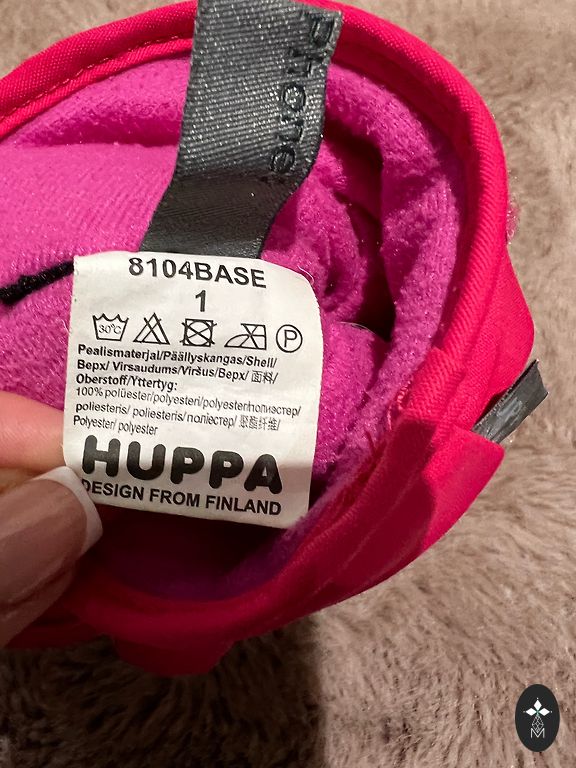 Phone:
8104BASE
1
30°C P
Pealismaterjal/Päällyskangas/Shell/
Верх/ Virsaudums/Viršus/Верх/ 面料/
Oberstoff/Yttertyg:
100% polüester/polyesteri/polyester/полиэстер/
poliesteris/ poliesteris/ поліестер/ 聚酯纤维/
Polyester/ polyester
HUPPA
DESIGN FROM FINLAND
M